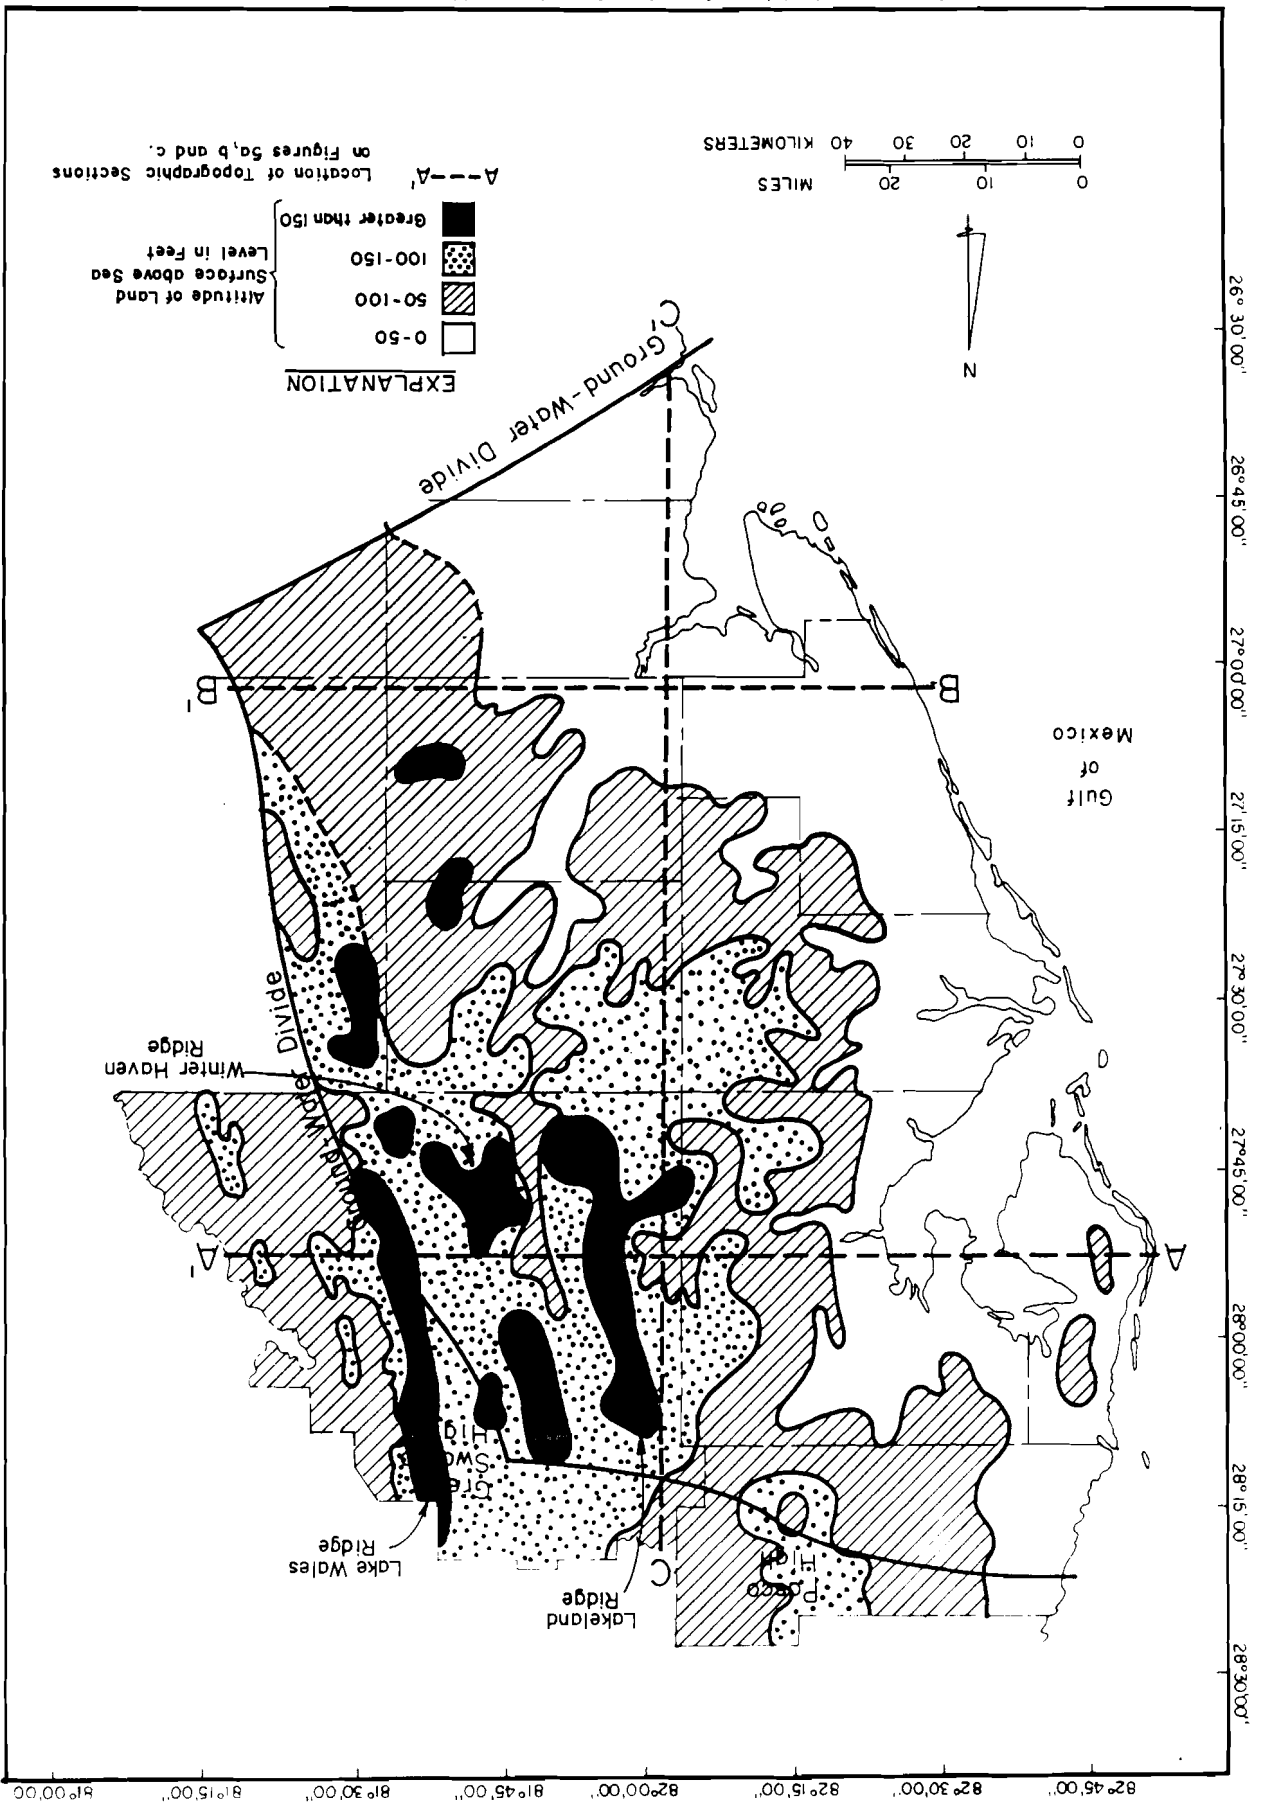 82°45'00"
82°30'00"
82°15'00"
82°00'00"
81°45'00"
81°30'00"
81°15'00"
81°00'00"
28°30'00"
28°15'00"
28°00'00"
27°45'00"
27°30'00"
27°15'00"
27°00'00"
26°45'00"
26°30'00"
Pasco
High
Lakeland
Ridge
C
Lake Wales
Ridge
High
A
A'
Ground-Water Divide
Winter Haven
Ridge
Gulf
of
Mexico
B
B'
Ground-Water Divide
C'
N
0 10 20
MILES
0 10 20 30 40 KILOMETERS
EXPLANATION
0-50
50-100
100-150
Greater than 150
Altitude of Land
Surface above Sea
Level in Feet
A---A' Location of Topographic Sections
on Figures 5a, b and c.